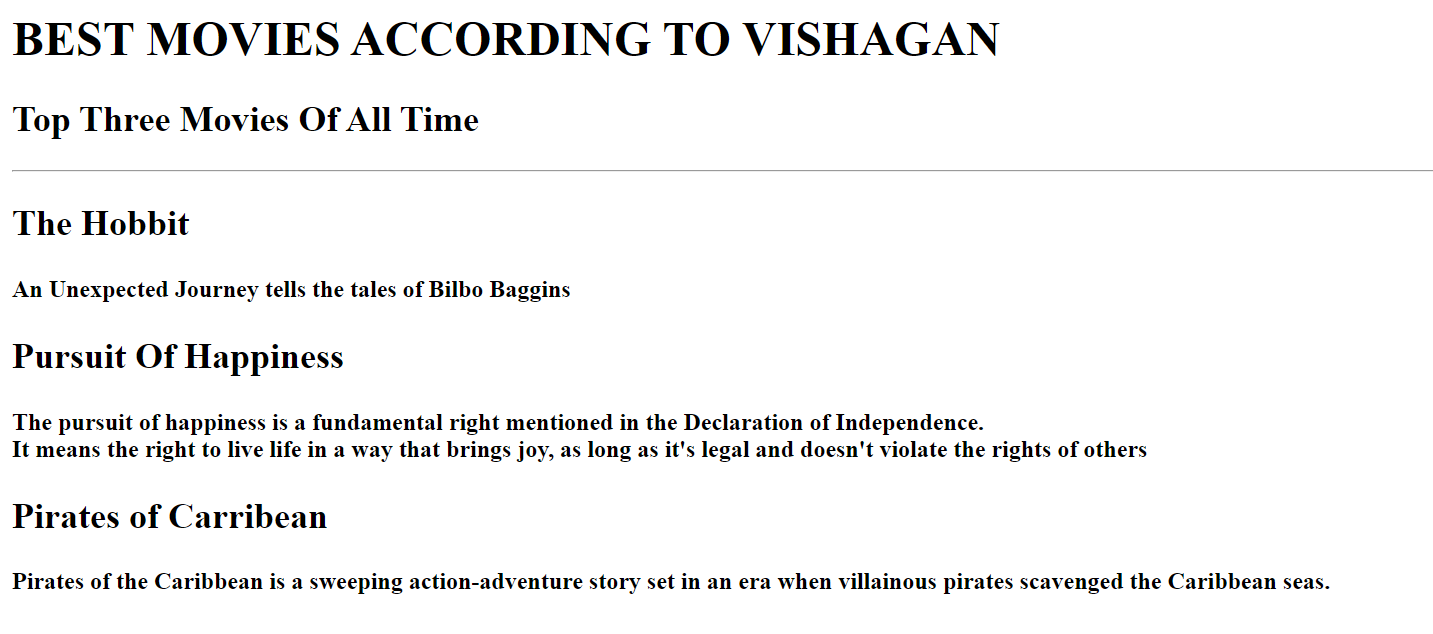 BEST MOVIES ACCORDING TO VISHAGAN
Top Three Movies Of All Time
The Hobbit
An Unexpected Journey tells the tales of Bilbo Baggins
Pursuit Of Happiness
The pursuit of happiness is a fundamental right mentioned in the Declaration of Independence.
It means the right to live life in a way that brings joy, as long as it's legal and doesn't violate the rights of others
Pirates of Carribean
Pirates of the Caribbean is a sweeping action-adventure story set in an era when villainous pirates scavenged the Caribbean seas.